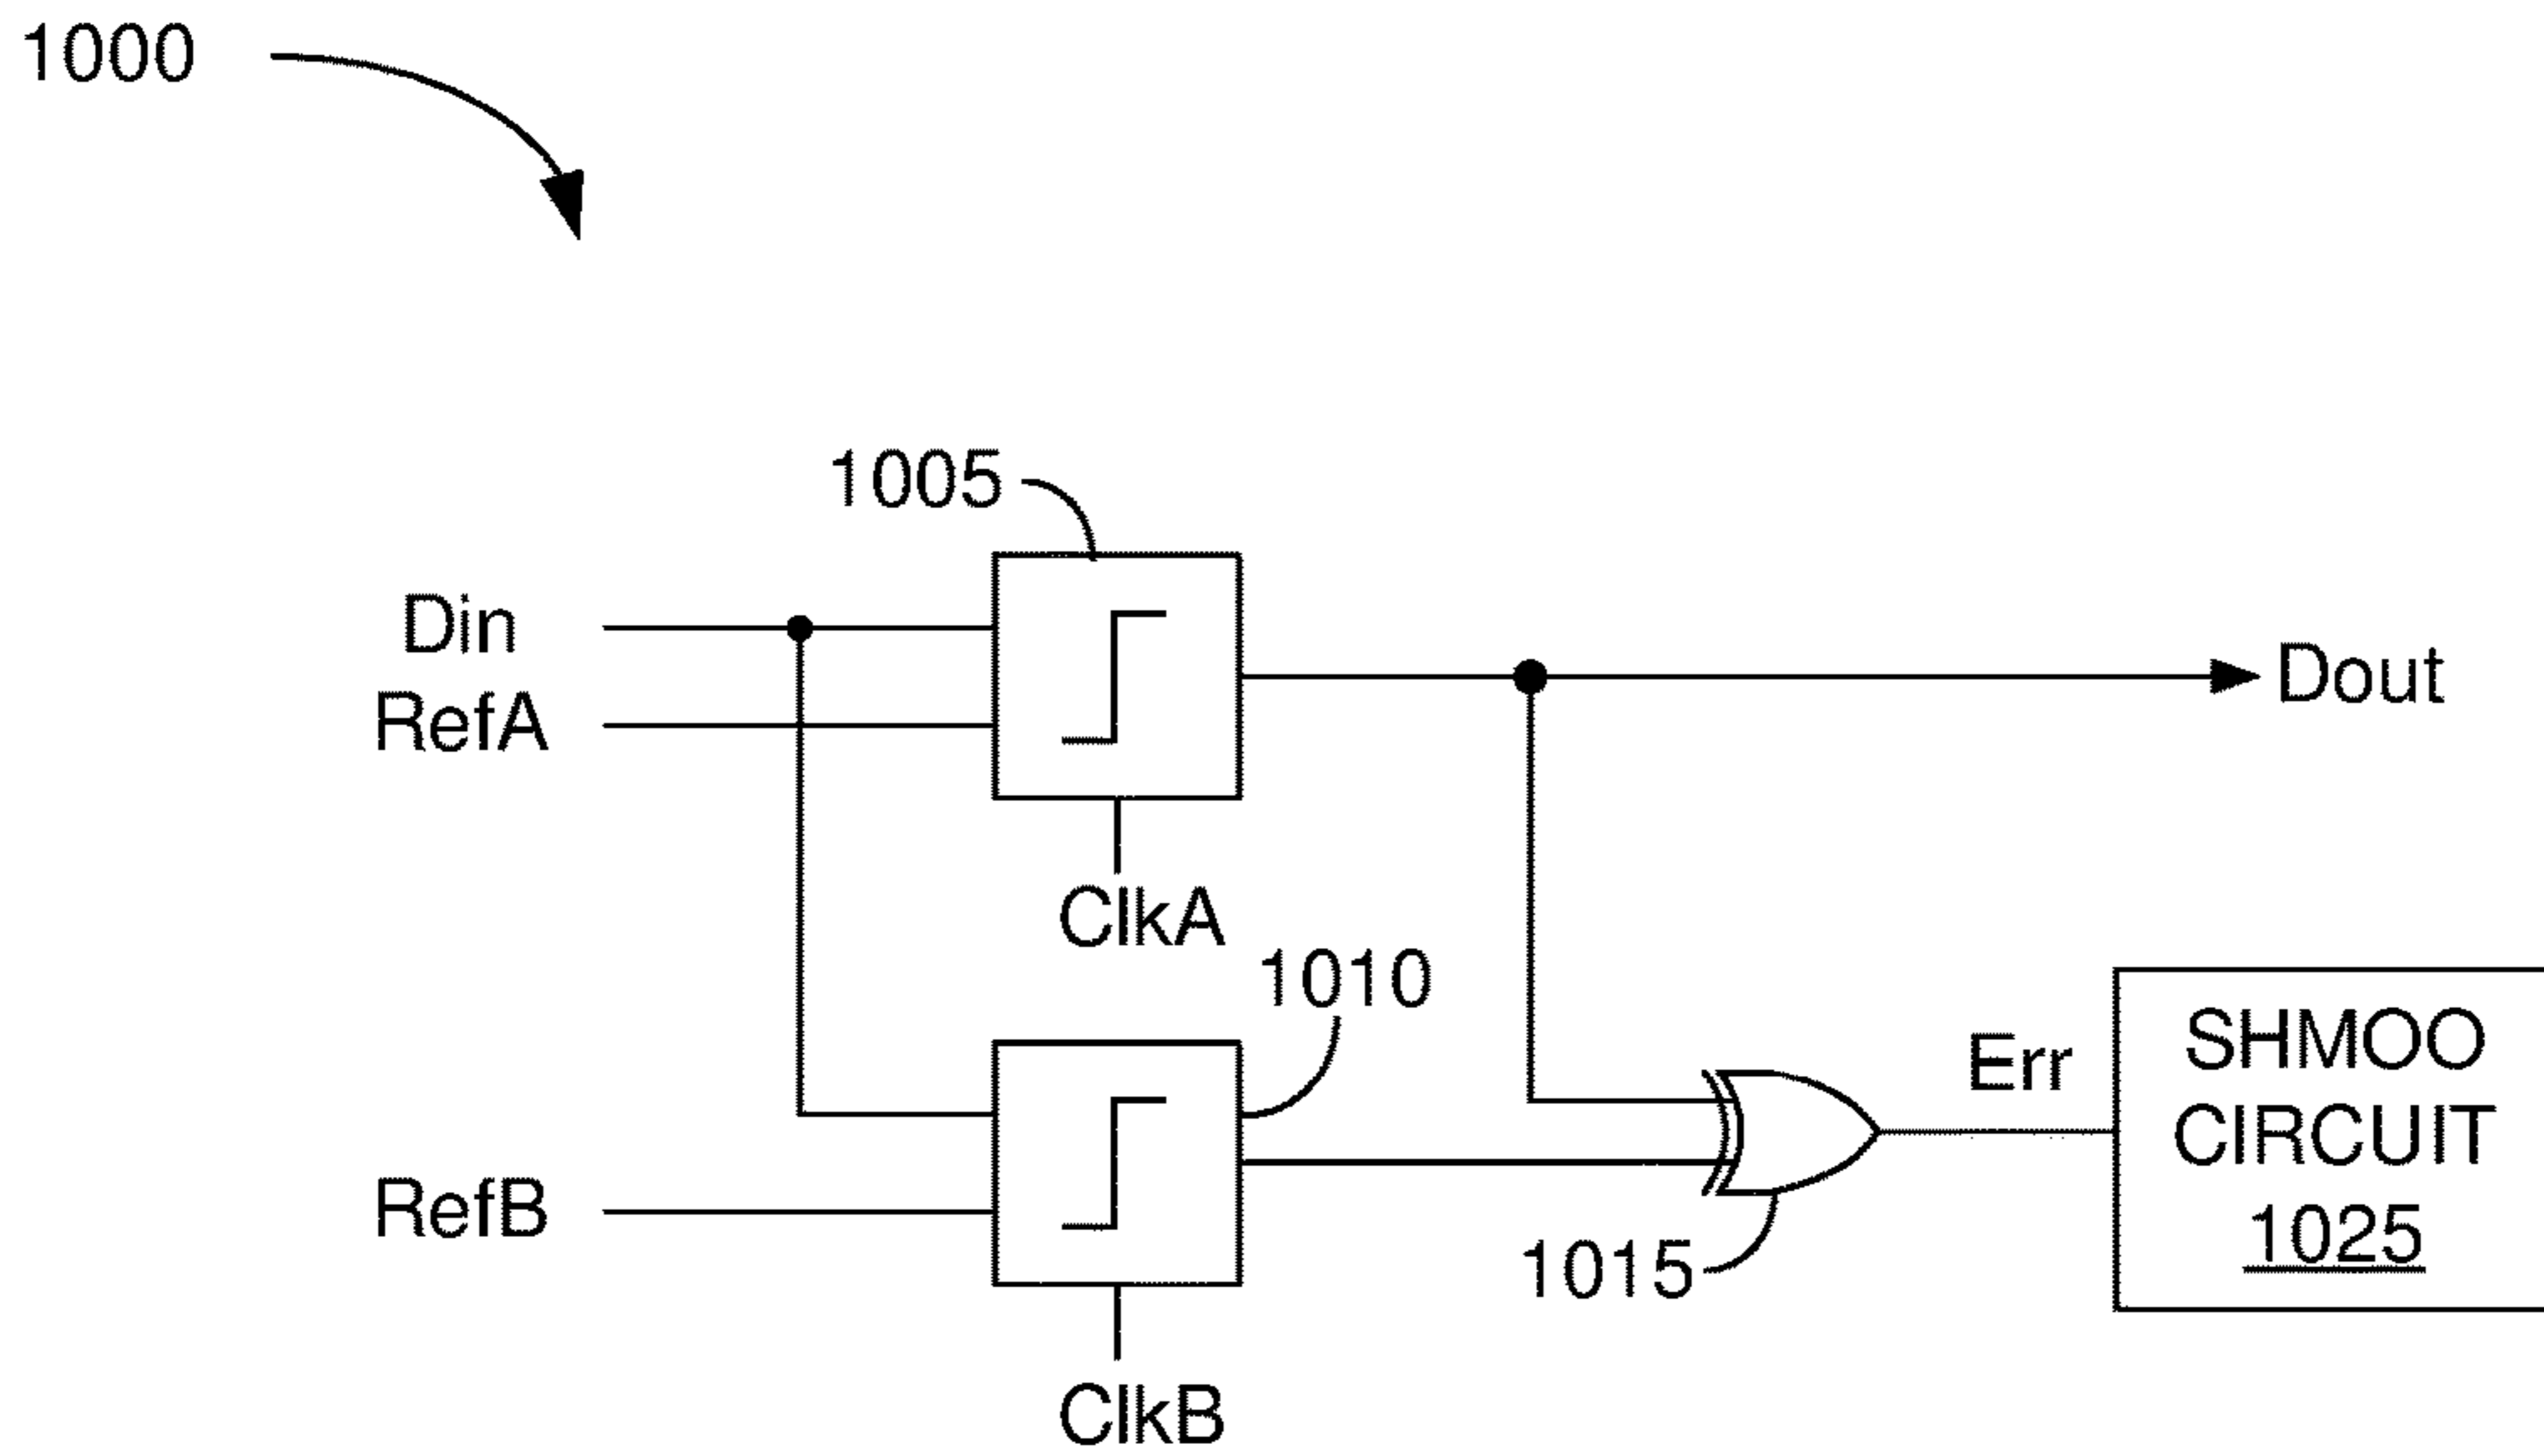 1000
1005
Din
RefA
Dout
ClkA
1010
Err
SHMOO
CIRCUIT
1025
RefB
1015
ClkB